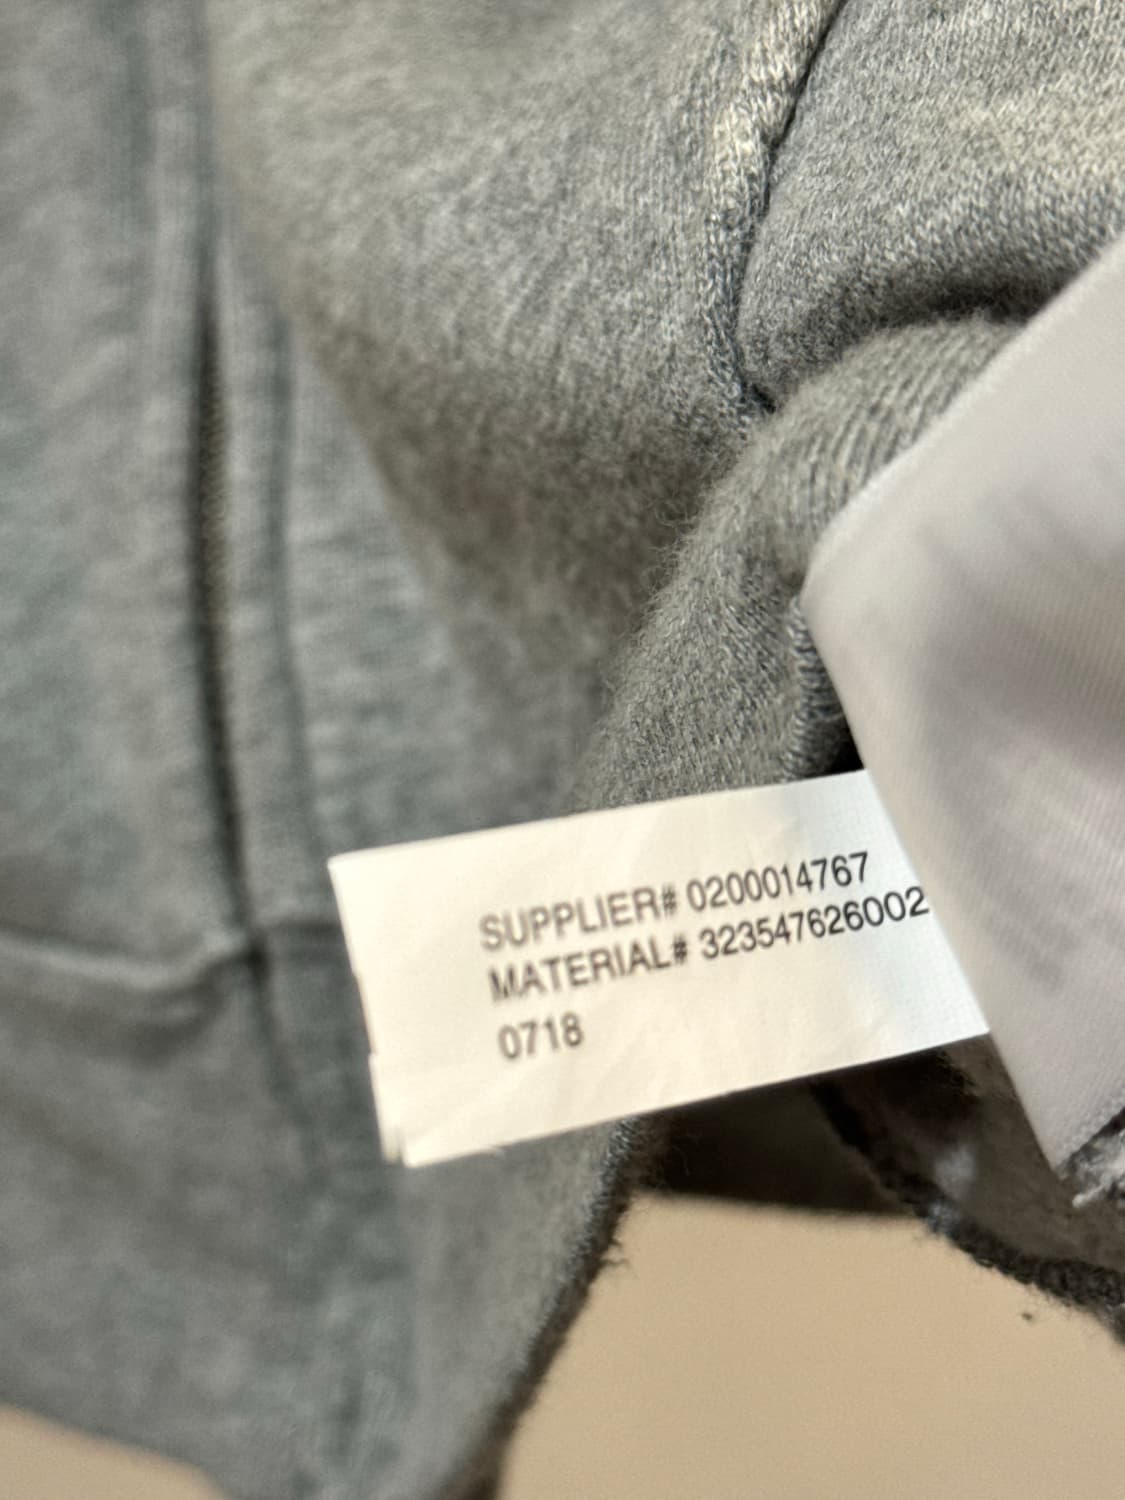 SUPPLIER# 0200014767
MATERIAL# 323547626002
0718